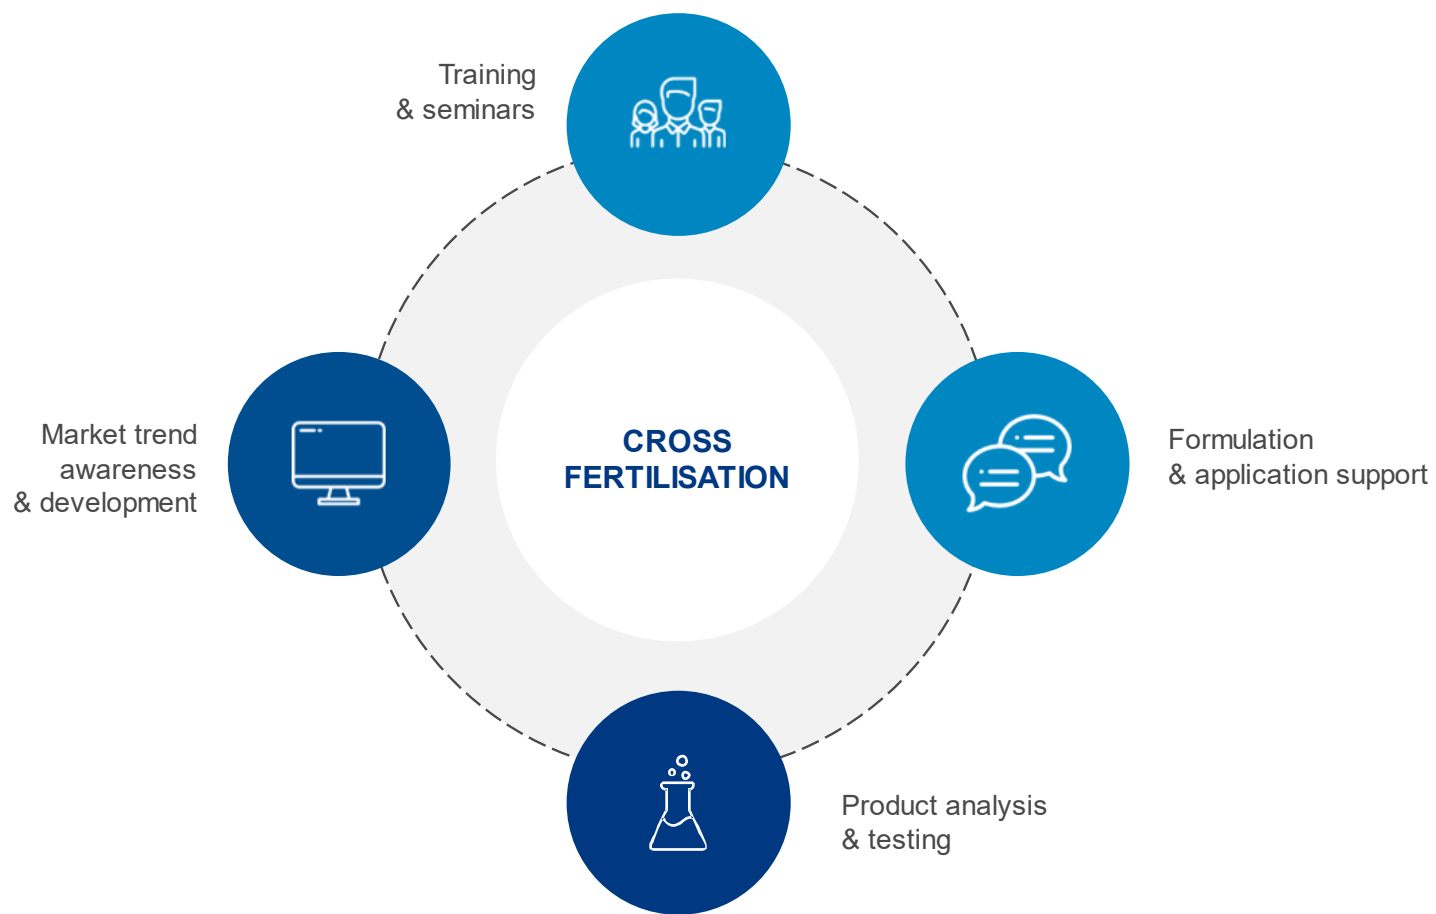 Training
& seminars
Market trend
awareness
& development
CROSS
FERTILISATION
Formulation
& application support
Product analysis
& testing